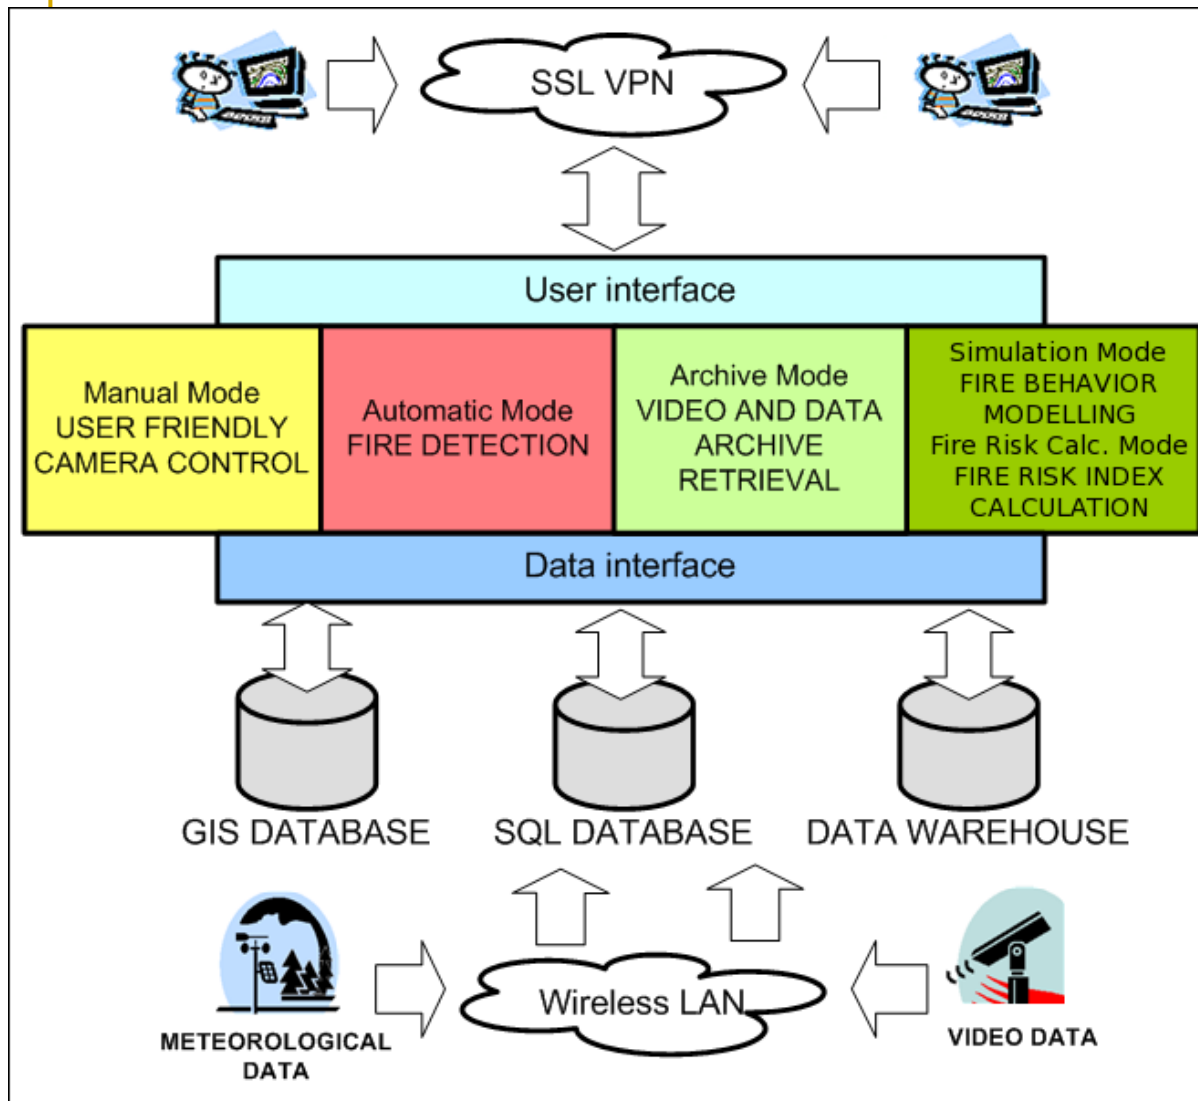 SSL VPN
User interface
Manual Mode
USER FRIENDLY
CAMERA CONTROL
Automatic Mode
FIRE DETECTION
Archive Mode
VIDEO AND DATA
ARCHIVE
RETRIEVAL
Simulation Mode
FIRE BEHAVIOR
MODELLING
Fire Risk Calc. Mode
FIRE RISK INDEX
CALCULATION
Data interface
GIS DATABASE
SQL DATABASE
DATA WAREHOUSE
Wireless LAN
METEOROLOGICAL
DATA
VIDEO DATA